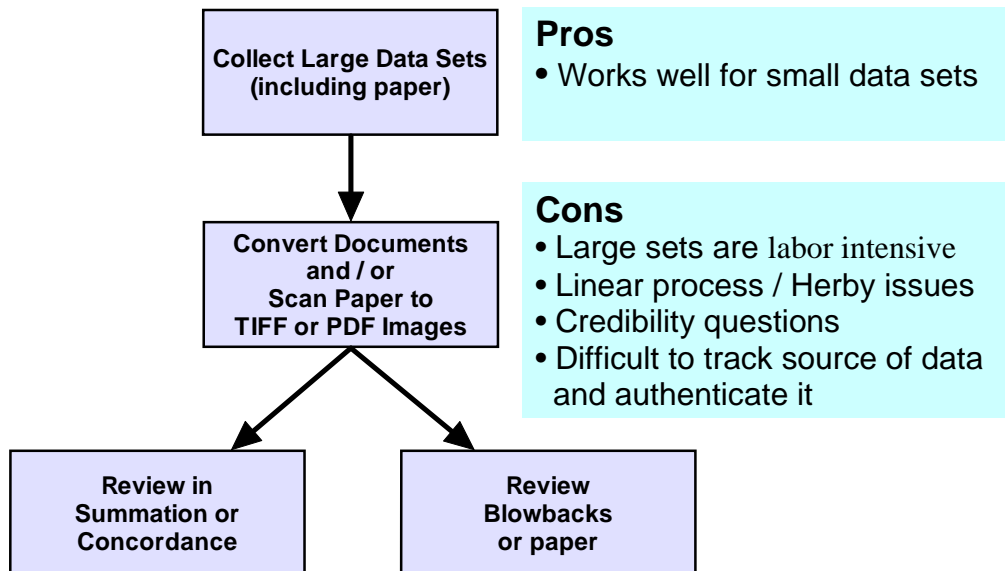 Collect Large Data Sets
(including paper)
Pros
• Works well for small data sets
Convert Documents
and / or
Scan Paper to
TIFF or PDF Images
Cons
• Large sets are labor intensive
• Linear process / Herby issues
• Credibility questions
• Difficult to track source of data
and authenticate it
Review in
Summation or
Concordance
Review
Blowbacks
or paper